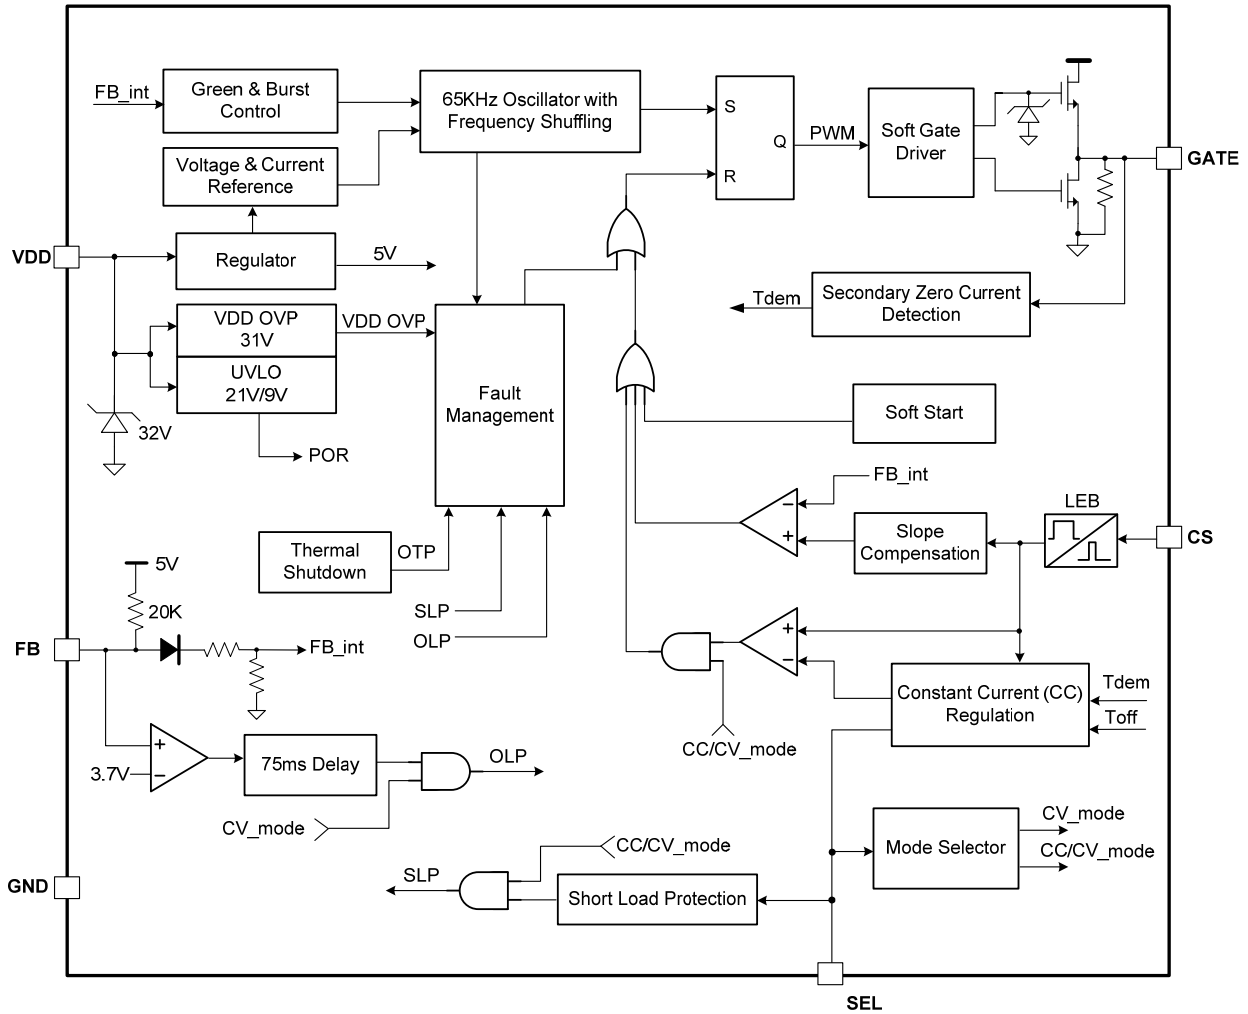 FB_int
Green & Burst
Control
65KHz Oscillator with
Frequency Shuffling
S
Q
R
PWM
Soft Gate
Driver
GATE
Voltage & Current
Reference
VDD
Regulator
5V
Tdem
Secondary Zero Current
Detection
VDD OVP
31V
VDD OVP
UVLO
21V/9V
32V
POR
Fault
Management
Soft Start
FB_int
LEB
CS
Slope
Compensation
+
−
Thermal
Shutdown
OTP
SLP
OLP
5V
20K
FB
FB_int
+
−
Constant Current (CC)
Regulation
Tdem
Toff
CC/CV_mode
+
−
3.7V
75ms Delay
OLP
CV_mode
Mode Selector
CV_mode
CC/CV_mode
CC/CV_mode
SLP
Short Load Protection
GND
SEL